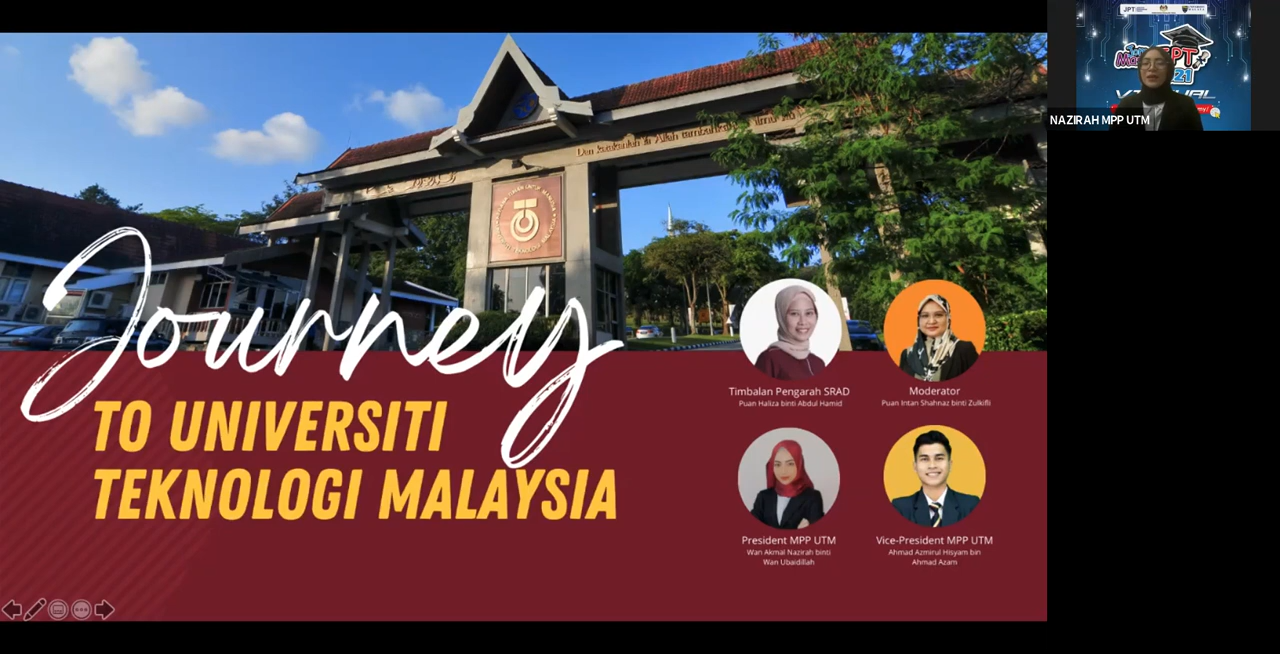 Journey
TO UNIVERSITI
TEKNOLOGI MALAYSIA
Timbalan Pengarah SRAD
Puan Haliza binti Abdul Hamid
Moderator
Puan Intan Shahnaz binti Zulkifli
President MPP UTM
Wan Akmal Nazirah binti
Wan Ubaidillah
Vice-President MPP UTM
Ahmad Azmirul Hisyam bin
Ahmad Azam
JPT
NAZIRAH MPP UTM